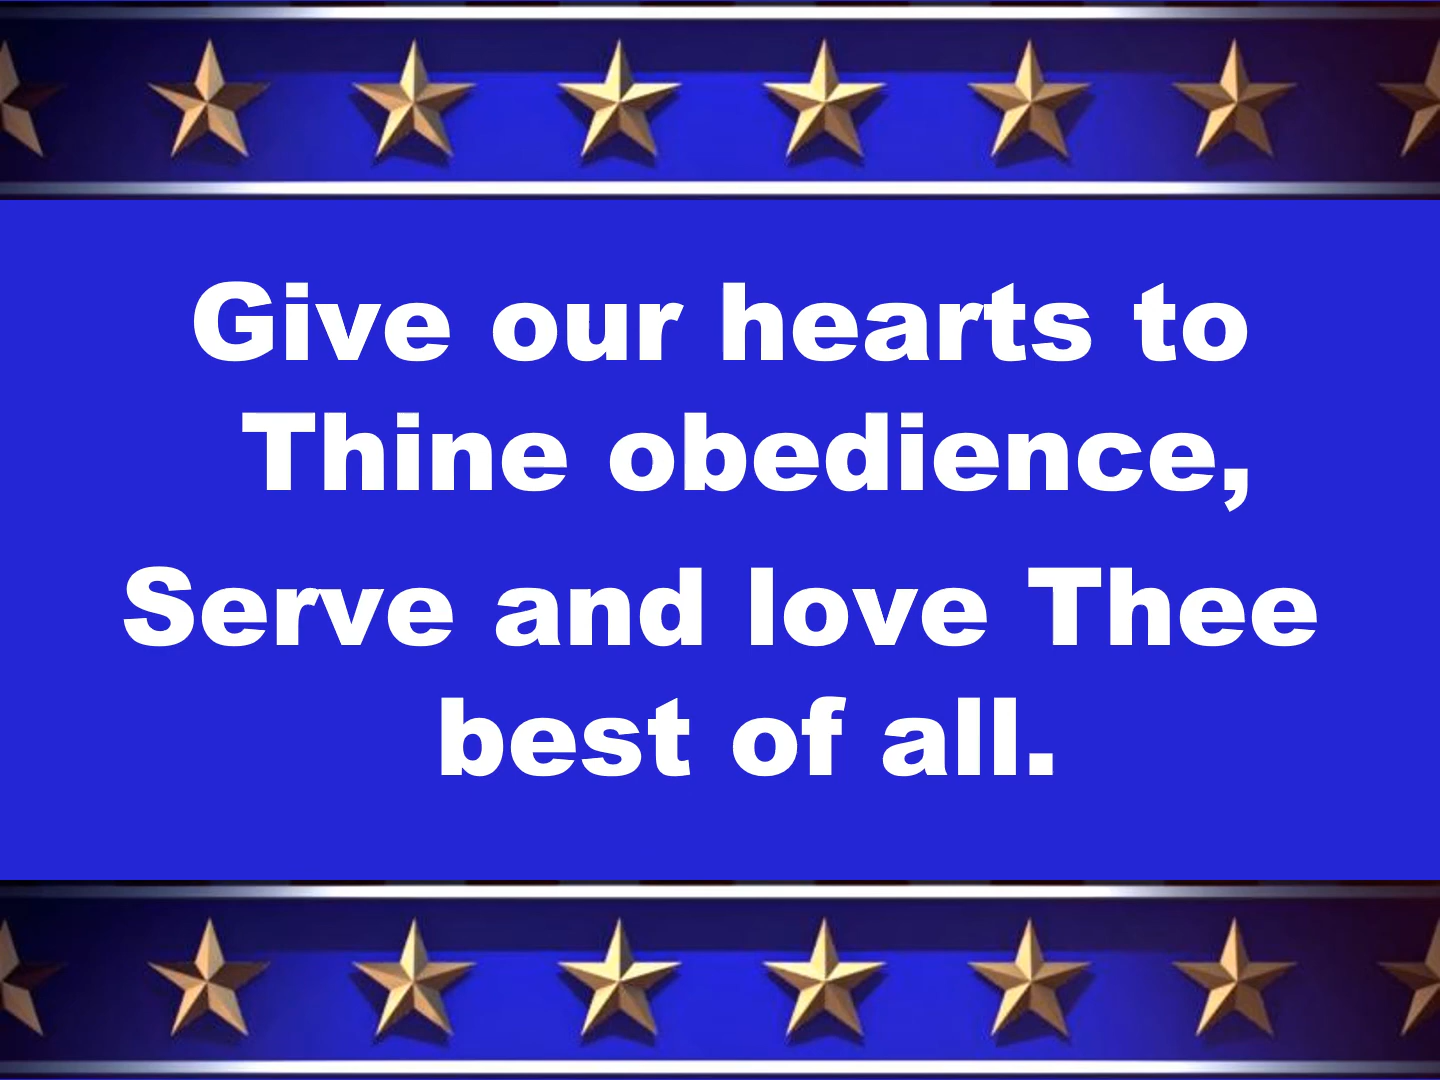 Give our hearts to
Thine obedience,
Serve and love Thee
best of all.